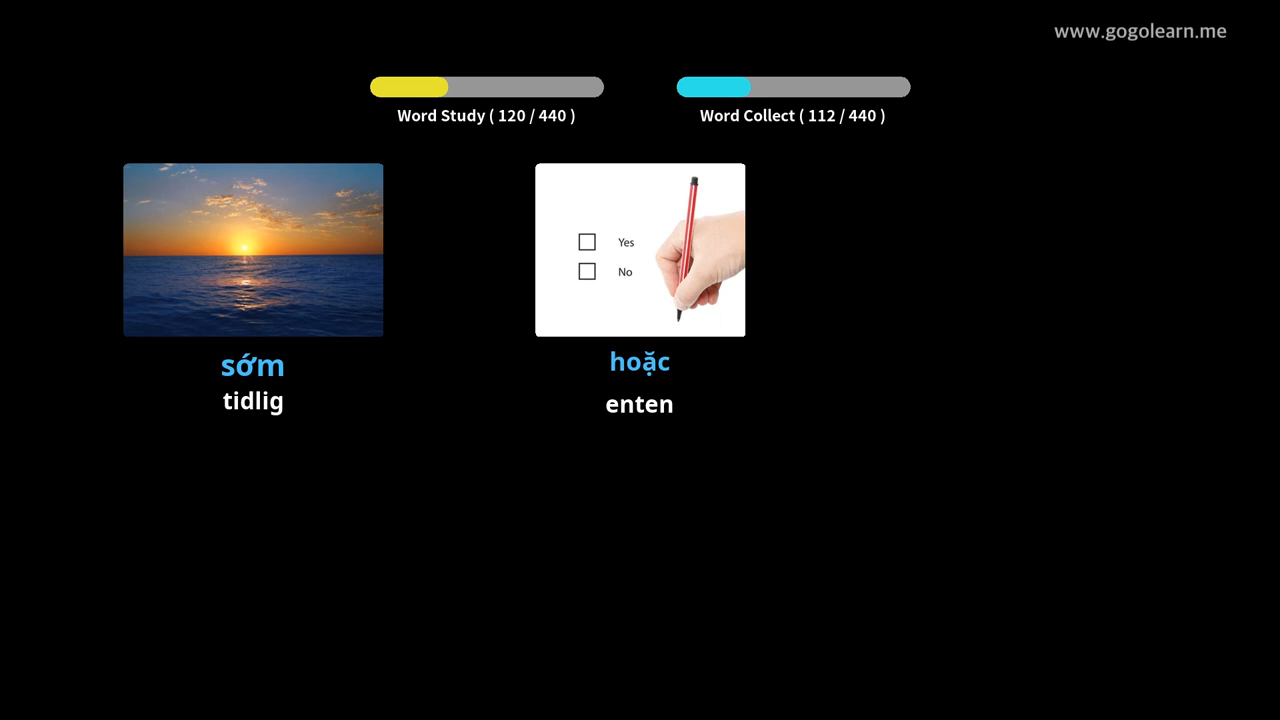 www.gogolearn.me
Word Study ( 120 / 440 )
Word Collect ( 112 / 440 )
Yes
No
sớm
tidlig
hoặc
enten